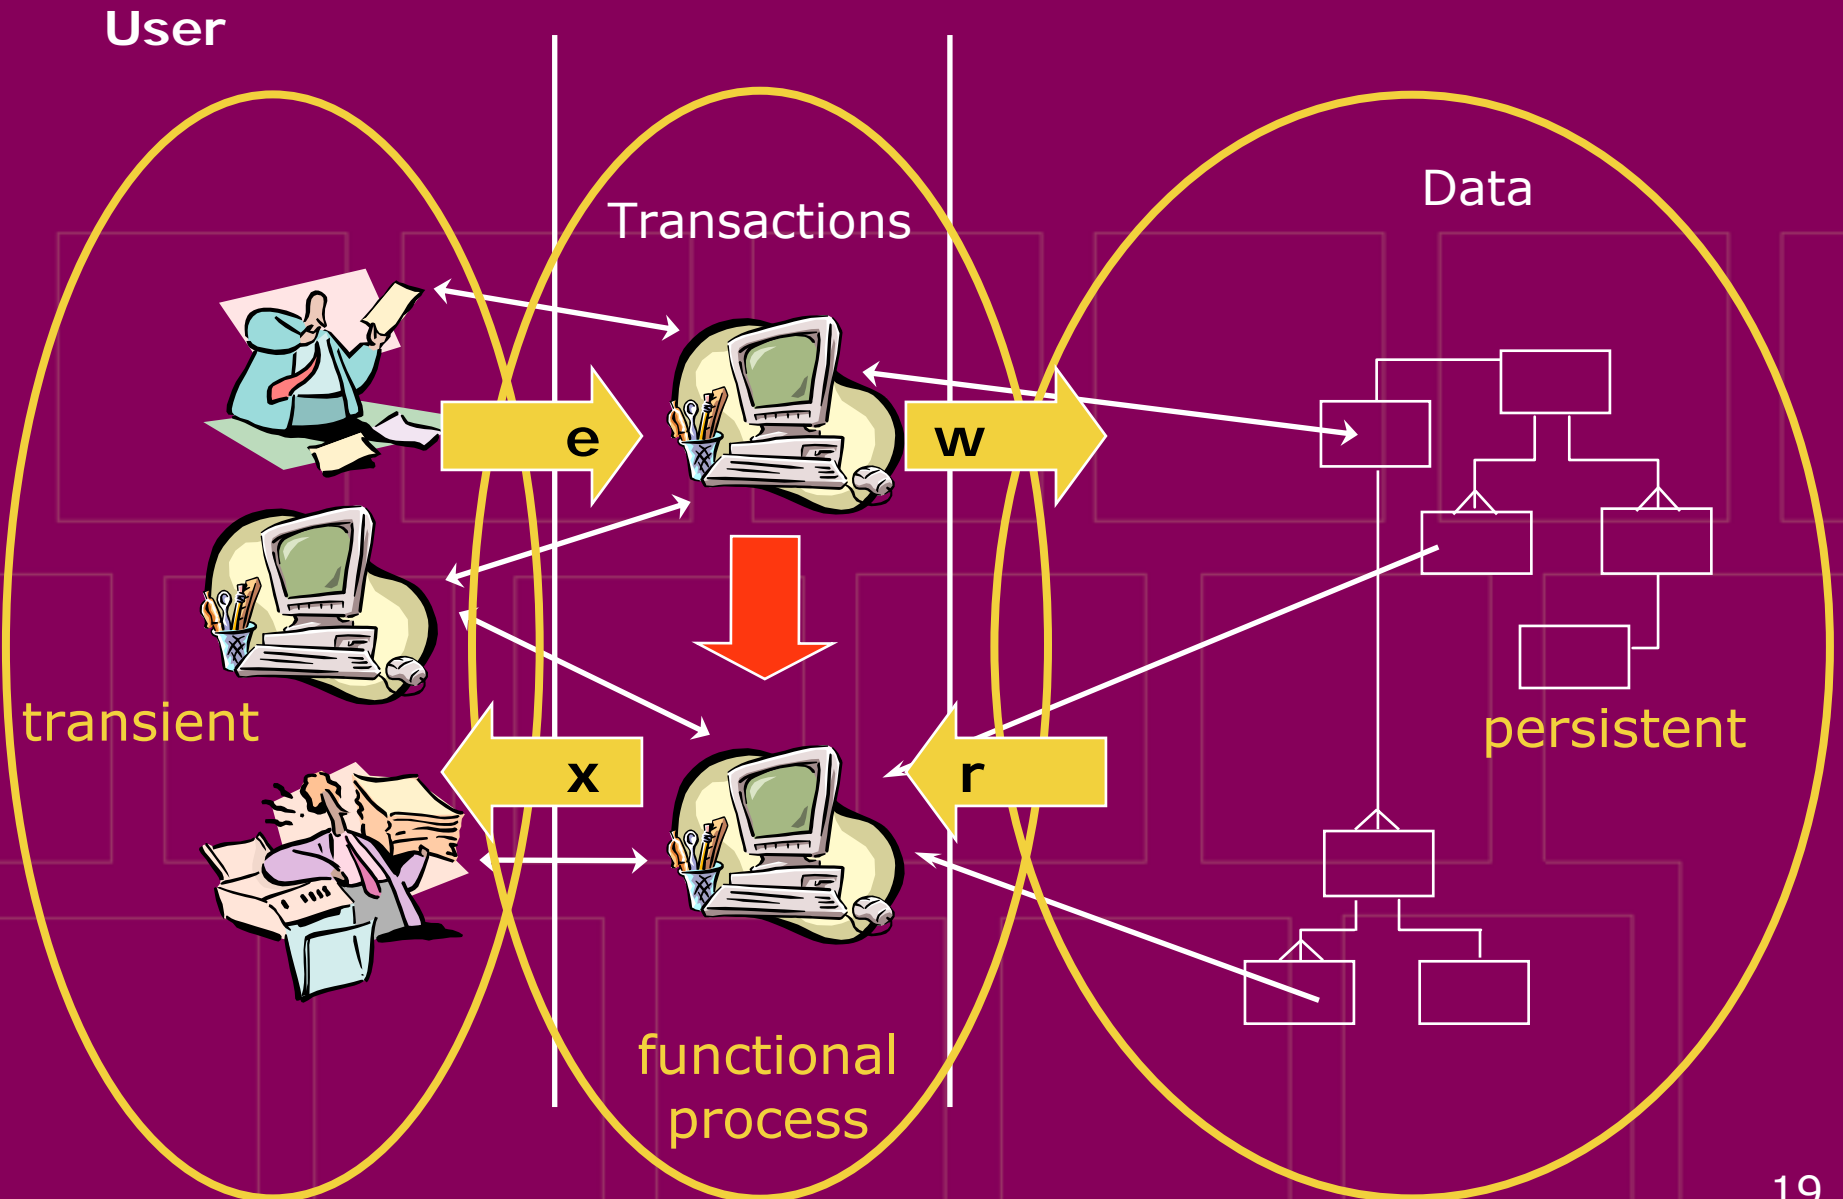 User
Transactions
Data
e
w
transient
persistent
x
r
functional
process
19